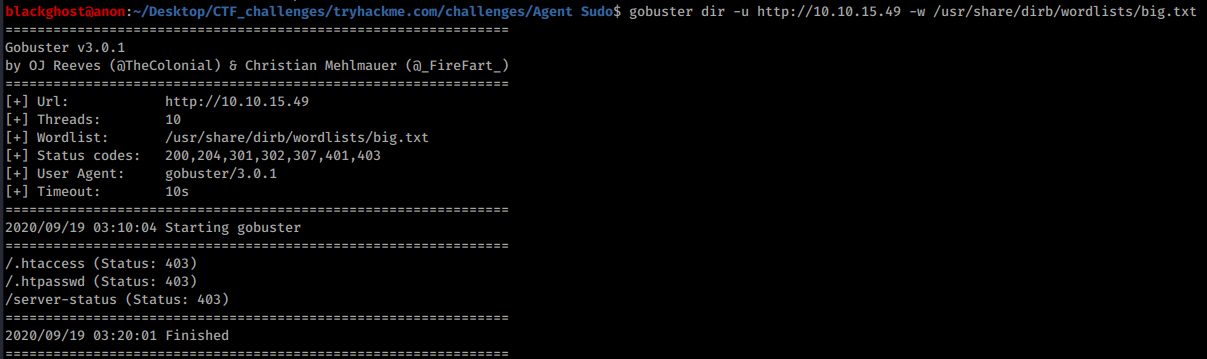 blackghost@anon:~/Desktop/CTF_challenges/tryhackme.com/challenges/Agent Sudo$ gobuster dir -u http://10.10.15.49 -w /usr/share/dirb/wordlists/big.txt
===============================================================
Gobuster v3.0.1
by OJ Reeves (@TheColonial) & Christian Mehlmauer (@_FireFart_)
===============================================================
[+] Url:            http://10.10.15.49
[+] Threads:        10
[+] Wordlist:       /usr/share/dirb/wordlists/big.txt
[+] Status codes:   200,204,301,302,307,401,403
[+] User Agent:     gobuster/3.0.1
[+] Timeout:        10s
===============================================================
2020/09/19 03:10:04 Starting gobuster
===============================================================
/.htaccess (Status: 403)
/.htpasswd (Status: 403)
/server-status (Status: 403)
===============================================================
2020/09/19 03:20:01 Finished
===============================================================